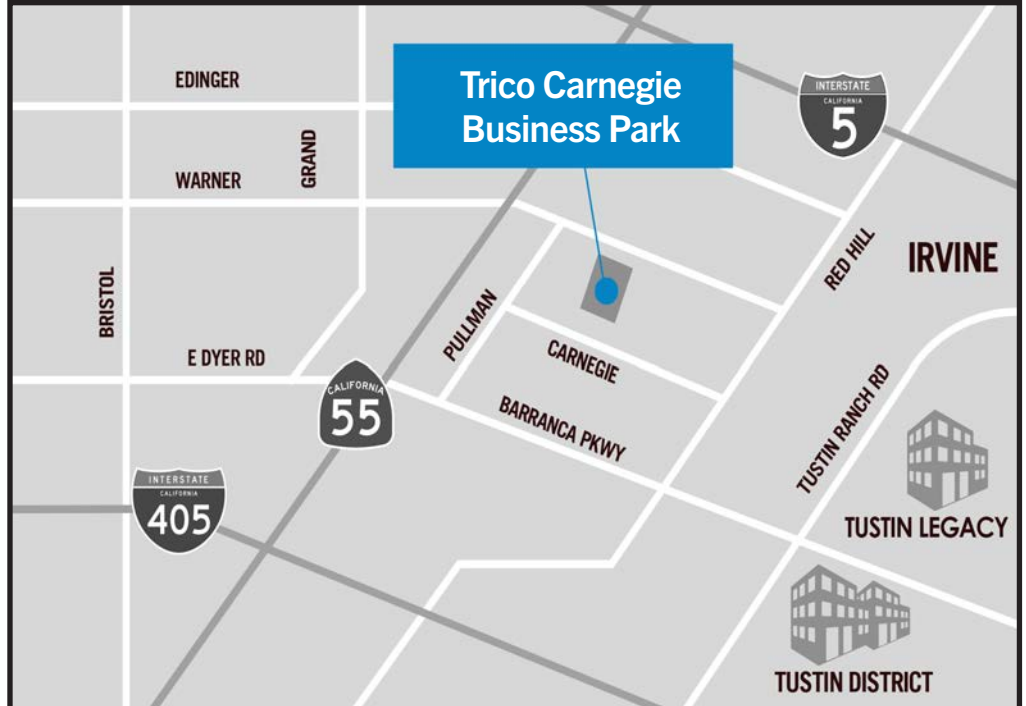 EDINGER
Trico Carnegie
Business Park
INTERSTATE
CALIFORNIA
5
GRAND
WARNER
RED HILL
IRVINE
BRISTOL
PULLMAN
E DYER RD
CARNEGIE
CALIFORNIA
55
BARRANCA PKWY
TUSTIN RANCH RD
INTERSTATE
CALIFORNIA
405
TUSTIN LEGACY
TUSTIN DISTRICT